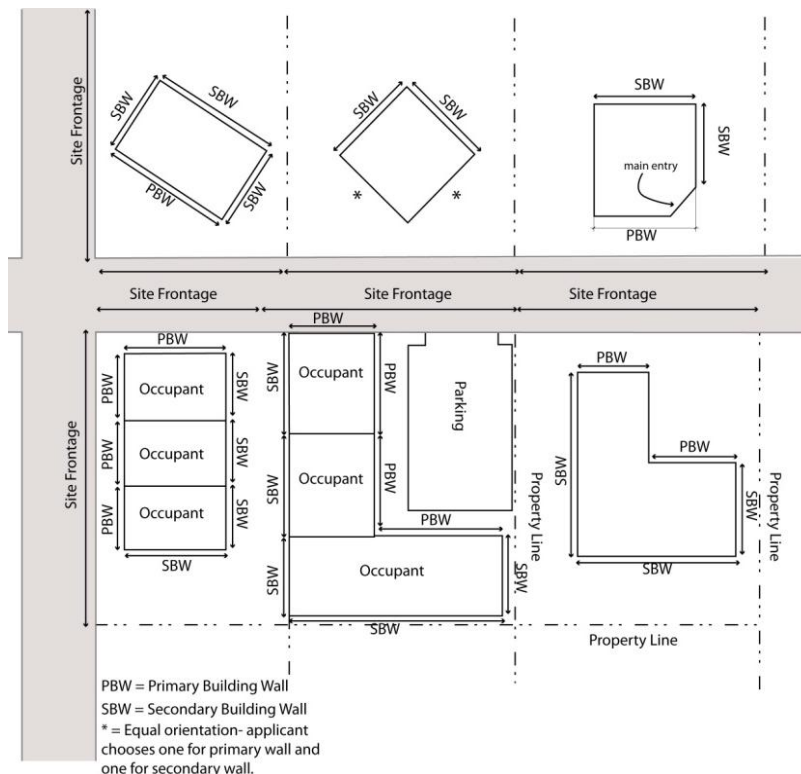 Site Frontage
SBW
SBW
PBW
SBW
SBW
SBW
*
*
SBW
SBW
main entry
PBW
Site Frontage
Site Frontage
Site Frontage
Site Frontage
PBW
PBW
Occupant
SBW
PBW
Occupant
SBW
PBW
Occupant
SBW
SBW
PBW
SBW
Occupant
PBW
SBW
Occupant
PBW
Parking
PBW
SBW
Occupant
SBW
SBW
Property Line
PBW
SBW
PBW
SBW
SBW
Property Line
Property Line
PBW = Primary Building Wall
SBW = Secondary Building Wall
* = Equal orientation- applicant
chooses one for primary wall and
one for secondary wall.